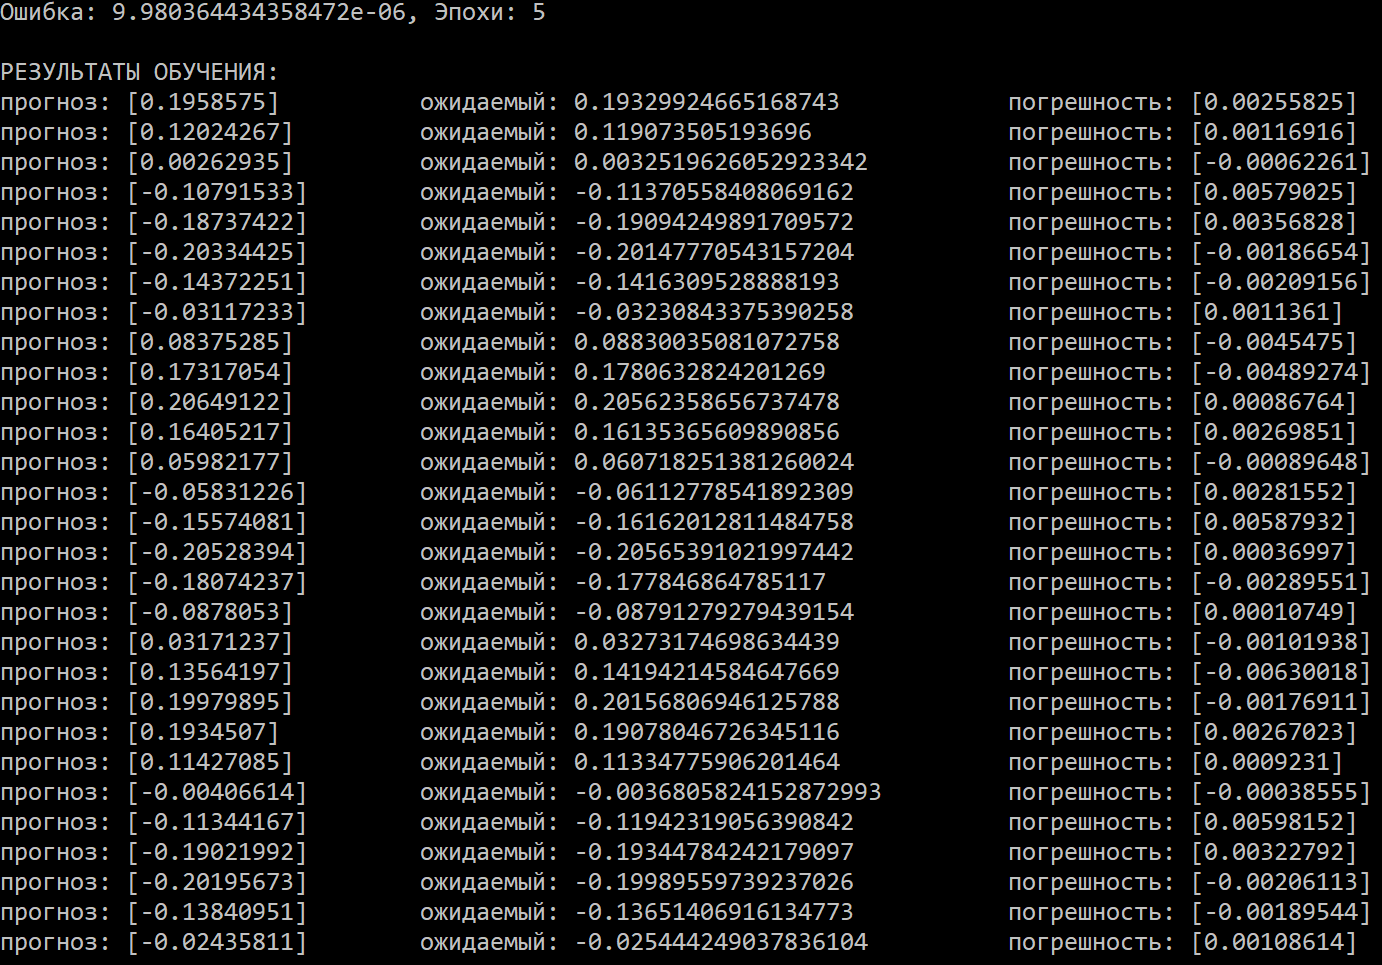 Ошибка: 9.980364434358472e-06, Эпохи: 5
РЕЗУЛЬТАТЫ ОБУЧЕНИЯ:
прогноз: [0.1958575] ожидаемый: 0.19329924665168743 погрешность: [0.00255825]
прогноз: [0.12024267] ожидаемый: 0.119073505193696 погрешность: [0.00116916]
прогноз: [0.00262935] ожидаемый: 0.0032519626052923342 погрешность: [-0.00062261]
прогноз: [-0.10791533] ожидаемый: -0.11370558408069162 погрешность: [0.00579025]
прогноз: [-0.18737422] ожидаемый: -0.19094249891709572 погрешность: [0.00356828]
прогноз: [-0.20334425] ожидаемый: -0.20147770543157204 погрешность: [-0.00186654]
прогноз: [-0.14372251] ожидаемый: -0.1416309528888193 погрешность: [-0.00209156]
прогноз: [-0.03117233] ожидаемый: -0.03230843375390258 погрешность: [0.0011361]
прогноз: [0.08375285] ожидаемый: 0.08830035081072758 погрешность: [-0.0045475]
прогноз: [0.17317054] ожидаемый: 0.1780632824201269 погрешность: [-0.00489274]
прогноз: [0.20649122] ожидаемый: 0.20562358656737478 погрешность: [0.00086764]
прогноз: [0.16405217] ожидаемый: 0.16135365609890856 погрешность: [0.00269851]
прогноз: [0.05982177] ожидаемый: 0.060718251381260024 погрешность: [-0.00089648]
прогноз: [-0.05831226] ожидаемый: -0.06112778541892309 погрешность: [0.00281552]
прогноз: [-0.15574081] ожидаемый: -0.16162012811484758 погрешность: [0.00587932]
прогноз: [-0.20528394] ожидаемый: -0.20565391021997442 погрешность: [0.00036997]
прогноз: [-0.18074237] ожидаемый: -0.177846864785117 погрешность: [-0.00289551]
прогноз: [-0.0878053] ожидаемый: -0.08791279279439154 погрешность: [0.00010749]
прогноз: [0.03171237] ожидаемый: 0.03273174698634439 погрешность: [-0.00101938]
прогноз: [0.13564197] ожидаемый: 0.14194214584647669 погрешность: [-0.00630018]
прогноз: [0.19979895] ожидаемый: 0.20156806946125788 погрешность: [-0.00176911]
прогноз: [0.1934507] ожидаемый: 0.19078046726345116 погрешность: [0.00267023]
прогноз: [0.11427085] ожидаемый: 0.11334775906201464 погрешность: [0.0009231]
прогноз: [-0.00406614] ожидаемый: -0.0036805824152872993 погрешность: [-0.00038555]
прогноз: [-0.11344167] ожидаемый: -0.11942319056390842 погрешность: [0.00598152]
прогноз: [-0.19021992] ожидаемый: -0.19344784242179097 погрешность: [0.00322792]
прогноз: [-0.20195673] ожидаемый: -0.19989559739237026 погрешность: [-0.00206113]
прогноз: [-0.13840951] ожидаемый: -0.13651406916134773 погрешность: [-0.00189544]
прогноз: [-0.02435811] ожидаемый: -0.025444249037836104 погрешность: [0.00108614]